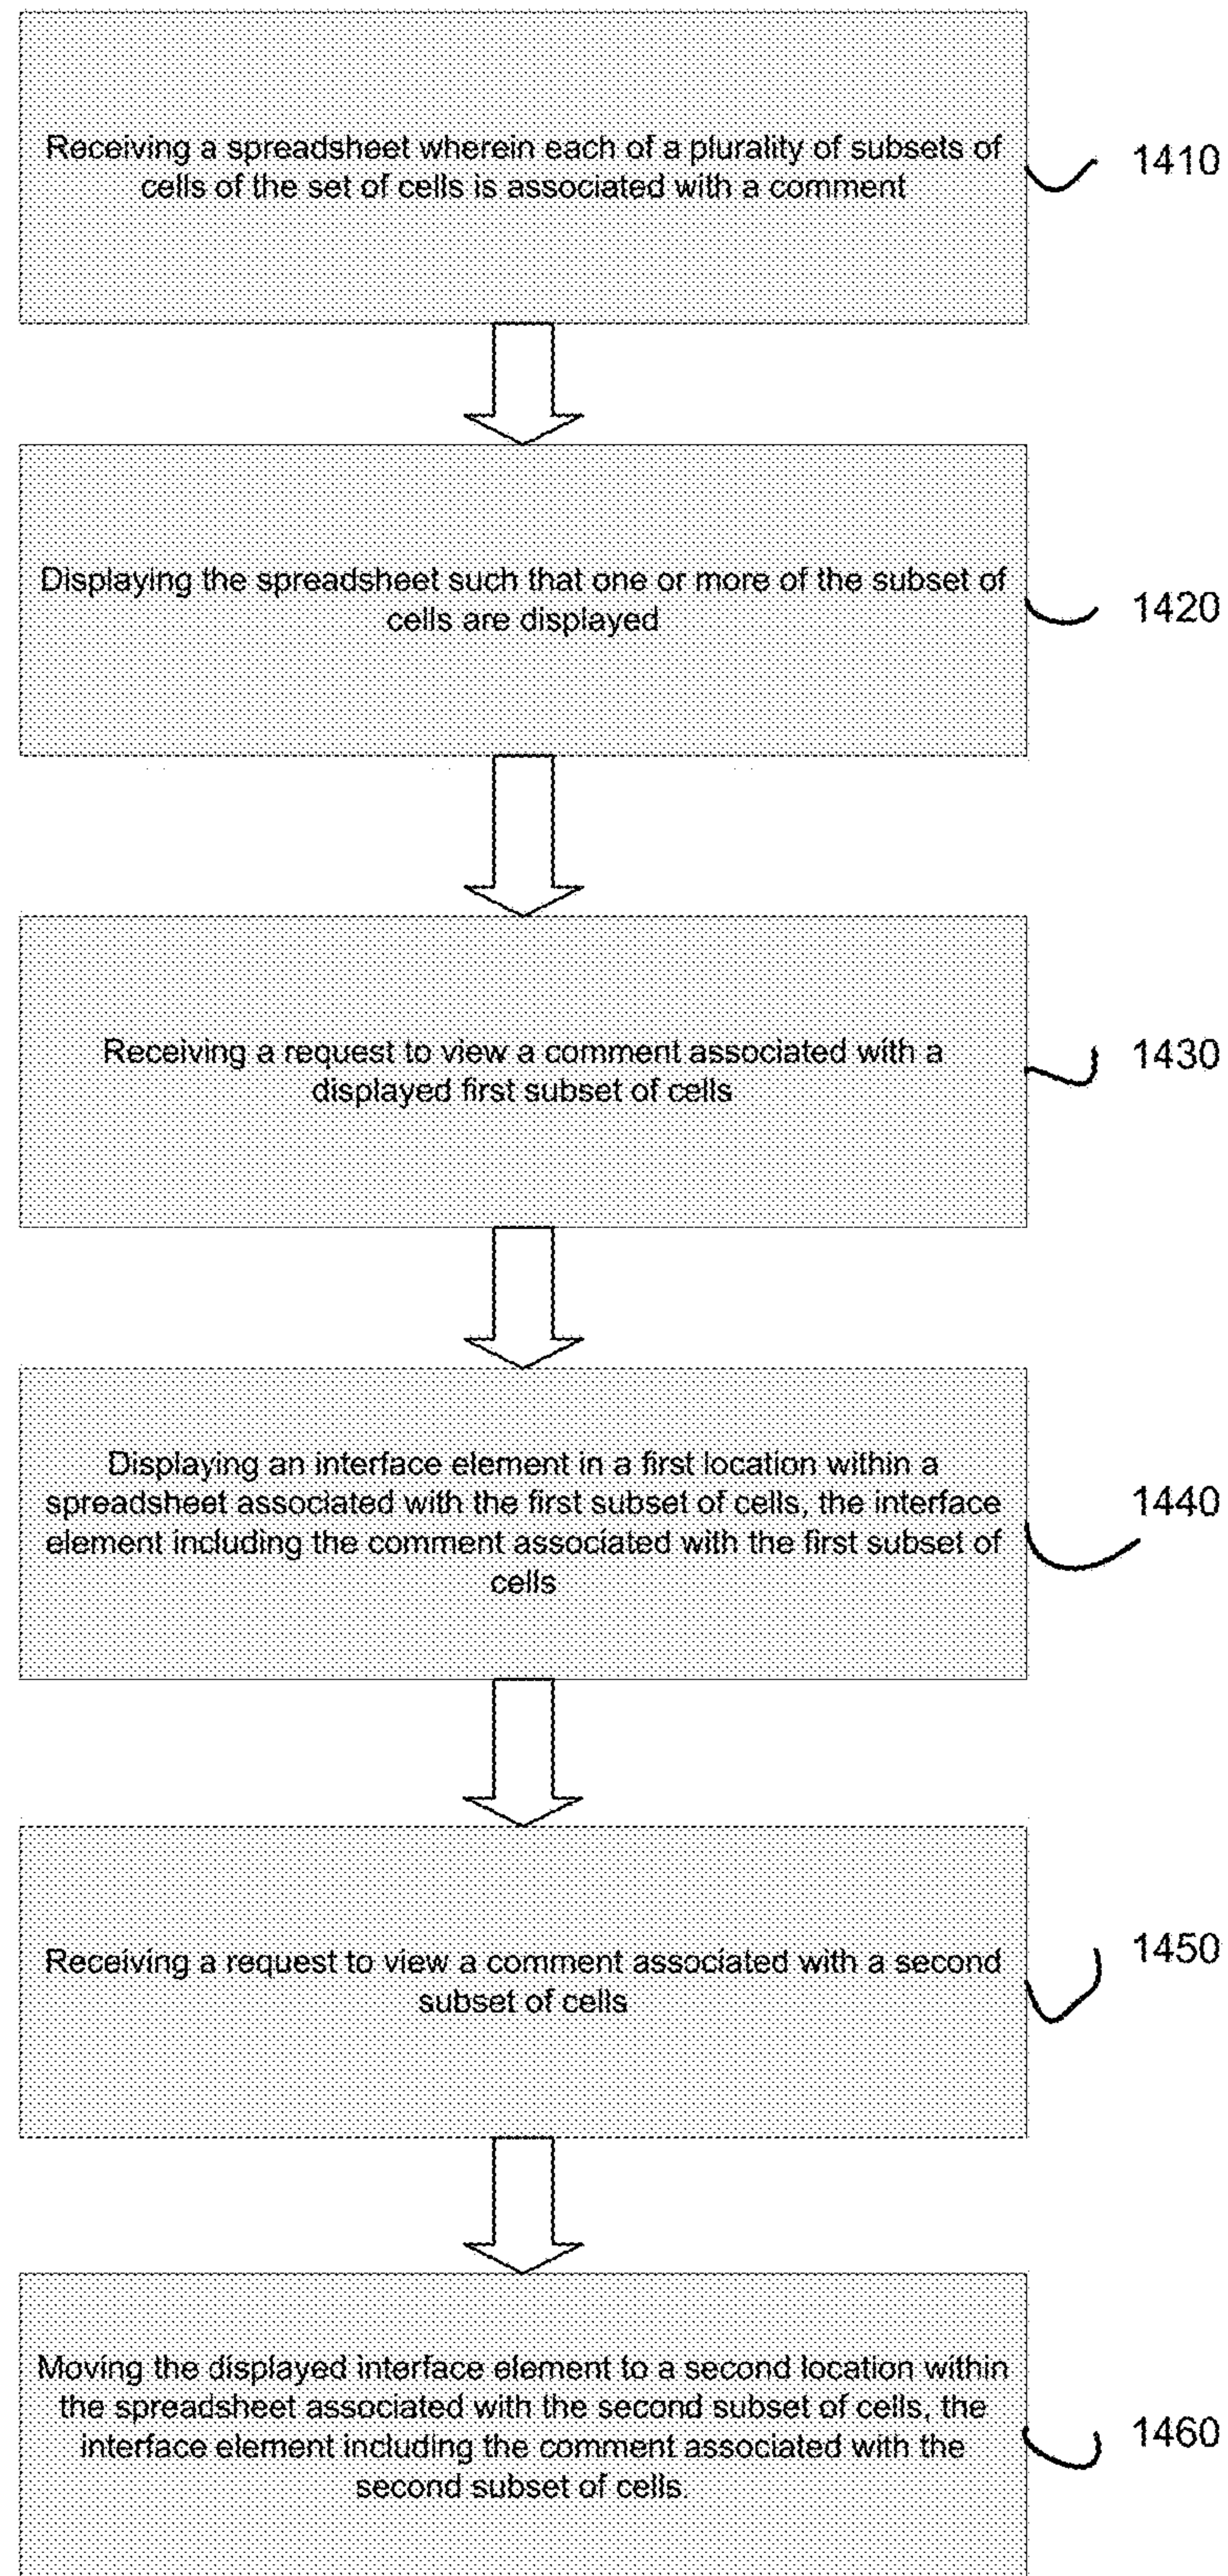 Receiving a spreadsheet wherein each of a plurality of subsets of
cells of the set of cells is associated with a comment
1410
Displaying the spreadsheet such that one or more of the subset of
cells are displayed
1420
Receiving a request to view a comment associated with a
displayed first subset of cells
1430
Displaying an interface element in a first location within a
spreadsheet associated with the first subset of cells, the interface
element including the comment associated with the first subset of
cells
1440
Receiving a request to view a comment associated with a second
subset of cells
1450
Moving the displayed interface element to a second location within
the spreadsheet associated with the second subset of cells, the
interface element including the comment associated with the
second subset of cells.
1460